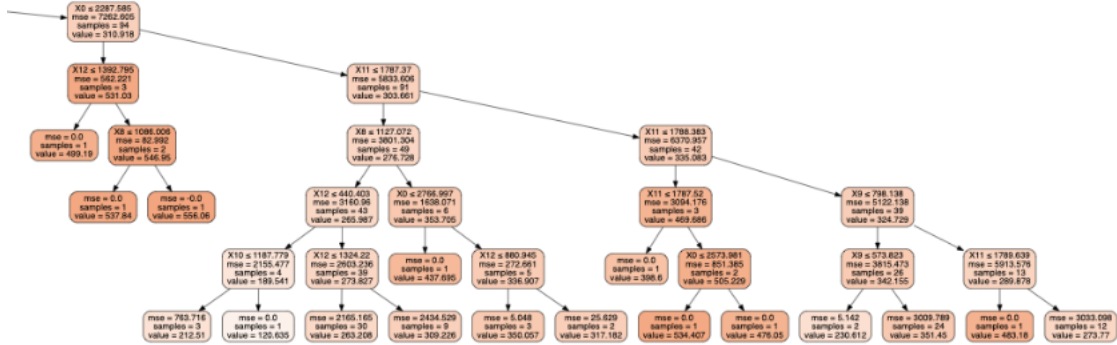 X0 ≤ 2287.585
mse = 7262.605
samples = 94
value = 310.918
X12 ≤ 1392.795
mse = 562.221
samples = 3
value = 531.03
X11 ≤ 1787.37
mse = 5833.606
samples = 91
value = 303.661
mse = 0.0
samples = 1
value = 499.19
X8 ≤ 1086.006
mse = 82.992
samples = 2
value = 546.95
X8 ≤ 1127.072
mse = 3801.304
samples = 49
value = 276.728
X11 ≤ 1788.383
mse = 6370.957
samples = 42
value = 335.083
mse = 0.0
samples = 1
value = 537.84
mse = -0.0
samples = 1
value = 556.06
X12 ≤ 440.403
mse = 3160.96
samples = 43
value = 265.987
X0 ≤ 2766.997
mse = 1638.071
samples = 6
value = 353.705
X11 ≤ 1787.52
mse = 3094.176
samples = 3
value = 469.686
X9 ≤ 798.138
mse = 5122.138
samples = 39
value = 324.729
X10 ≤ 1187.779
mse = 2155.477
samples = 4
value = 189.541
X12 ≤ 1324.22
mse = 2603.236
samples = 39
value = 273.827
mse = 0.0
samples = 1
value = 437.695
X12 ≤ 880.945
mse = 272.661
samples = 5
value = 336.907
mse = 0.0
samples = 1
value = 398.6
X0 ≤ 2573.981
mse = 851.385
samples = 2
value = 505.229
X9 ≤ 573.823
mse = 3815.473
samples = 26
value = 342.155
X11 ≤ 1789.639
mse = 5913.576
samples = 13
value = 289.878
mse = 763.716
samples = 3
value = 212.51
mse = 0.0
samples = 1
value = 120.635
mse = 2165.165
samples = 30
value = 263.208
mse = 2434.529
samples = 9
value = 309.226
mse = 5.048
samples = 3
value = 350.057
mse = 25.629
samples = 2
value = 317.182
mse = 0.0
samples = 1
value = 534.407
mse = 0.0
samples = 1
value = 476.05
mse = 5.142
samples = 2
value = 230.612
mse = 3009.789
samples = 24
value = 351.45
mse = 0.0
samples = 1
value = 483.18
mse = 3033.098
samples = 12
value = 273.77